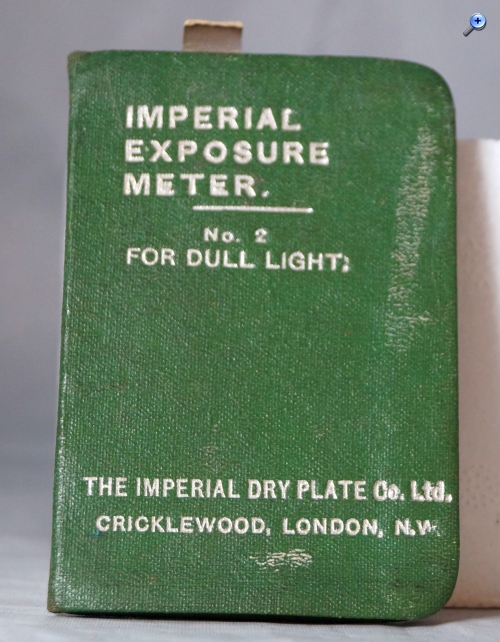 IMPERIAL
EXPOSURE
METER.
No. 2
FOR DULL LIGHT;
THE IMPERIAL DRY PLATE Co. Ltd.
CRICKLEWOOD, LONDON, N.W.